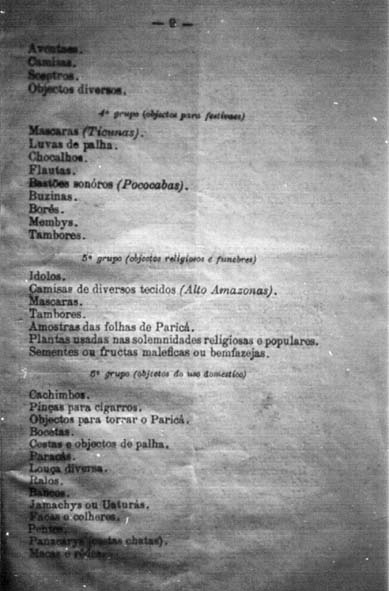 — 2 —
Aventaes.
Camisas.
Sceptros.
Objectos diversos.
4º grupo (objectos para festivaes)
Mascaras (Ticunas).
Luvas de palha.
Chocalhos.
Flautas.
Bastões sonóros (Pococabas).
Buzinas.
Borés.
Membys.
Tambores.
5º grupo (objectos religiosos e funebres)
Idolos.
Camisas de diversos tecidos (Alto Amazonas).
Mascaras.
Tambores.
Amostras das folhas de Paricá.
Plantas usadas nas solemnidades religiosas e populares.
Sementes ou fructas maleficas ou bemfazejas.
6º grupo (objectos de uso domestico)
Cachimbos.
Pinças para cigarros.
Objectos para torrar o Paricá.
Bocetas.
Cestas e objectos de palha.
Paracás.
Louça diversa.
Ralos.
Bancos.
Jamachys ou Uaturás.
Facas e colheres.
Pentes.
Panacarys (cestas chatas).
Macas e rêdes.